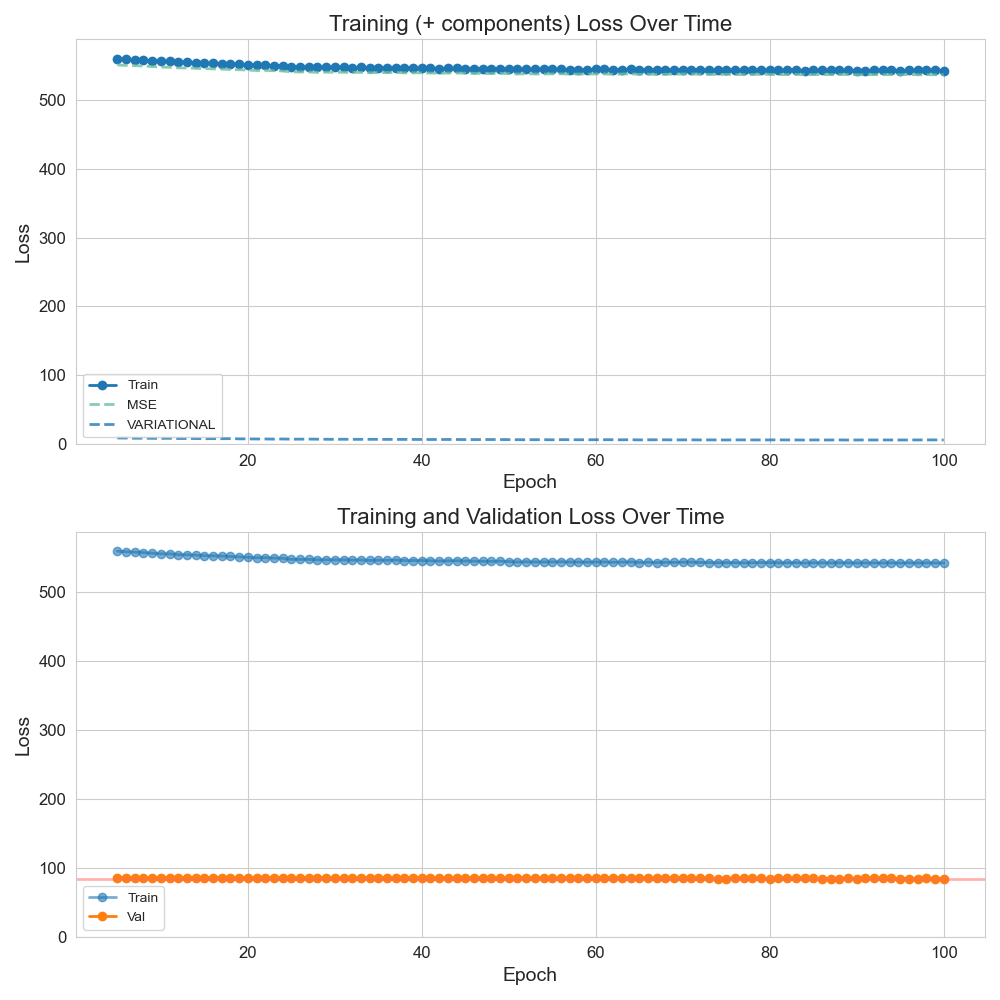 Training (+ components) Loss Over Time
500
400
300
200
100
0
Loss
Train
MSE
VARIATIONAL
20 40 60 80 100
Epoch
Training and Validation Loss Over Time
500
400
300
200
100
0
Loss
Train
Val
20 40 60 80 100
Epoch